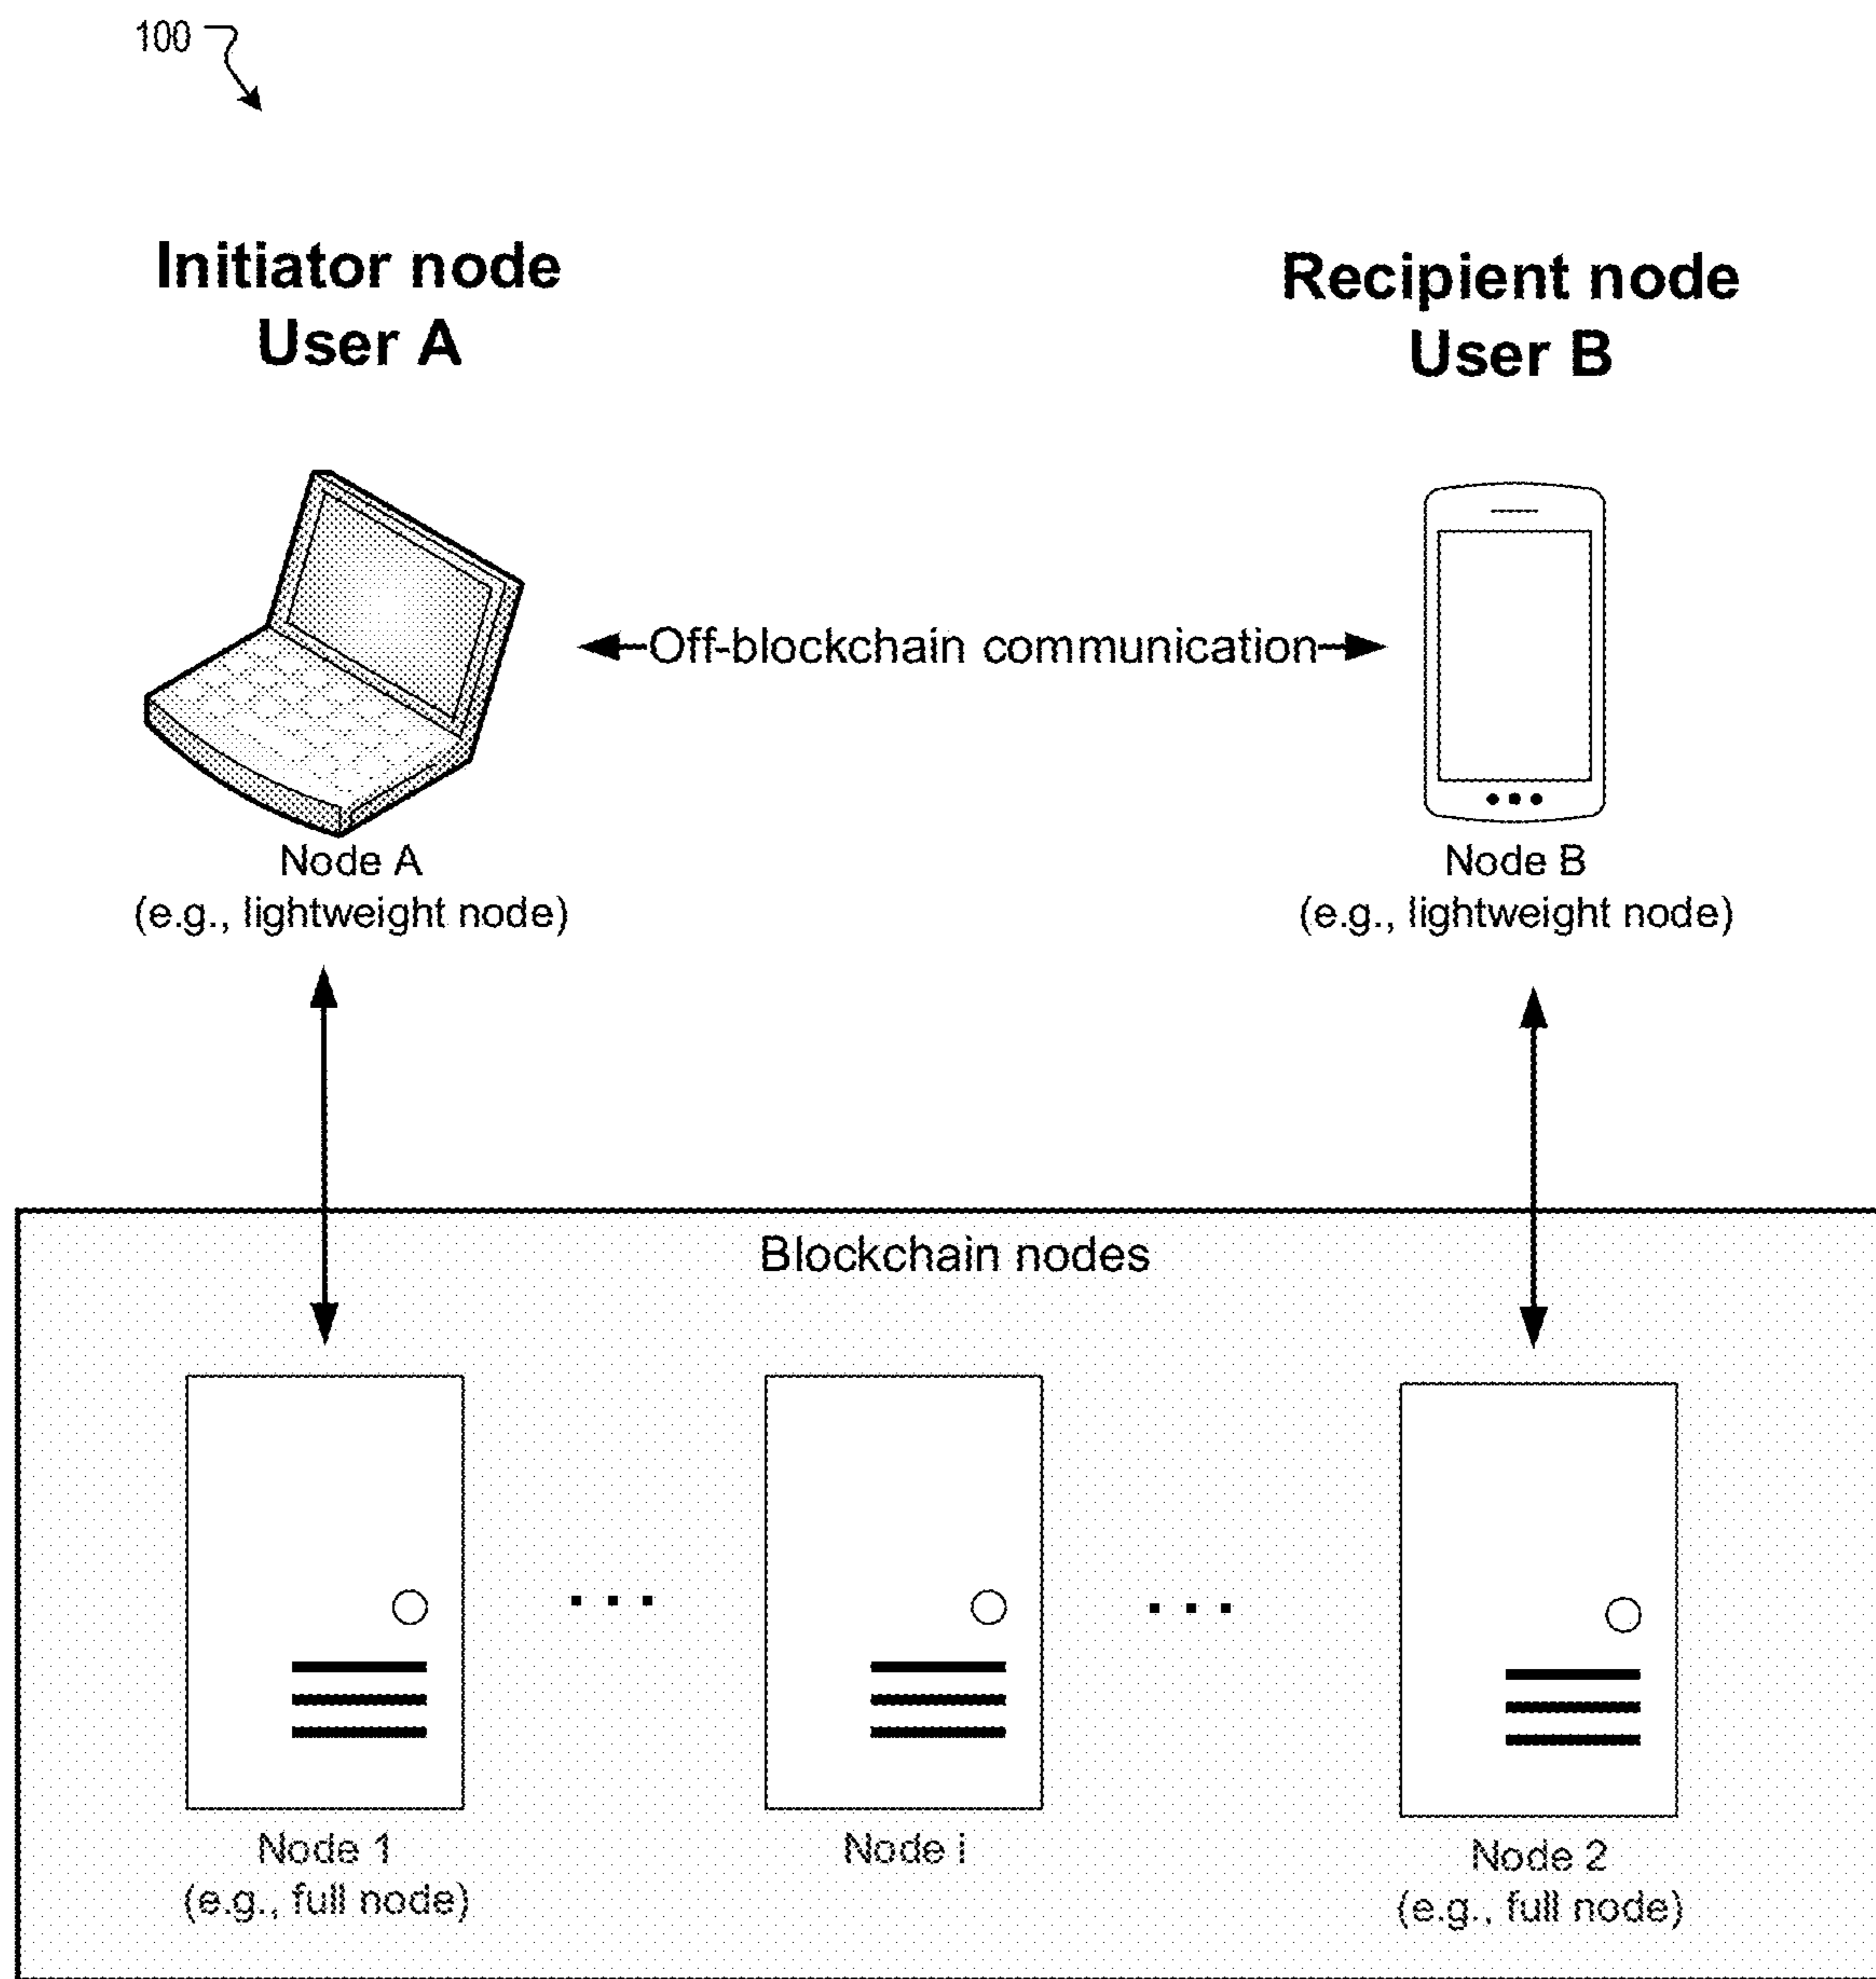 100
Initiator node
User A
Recipient node
User B
Off-blockchain communication
Node A
(e.g., lightweight node)
Node B
(e.g., lightweight node)
Blockchain nodes
Node 1
(e.g., full node)
Node i
Node 2
(e.g., full node)